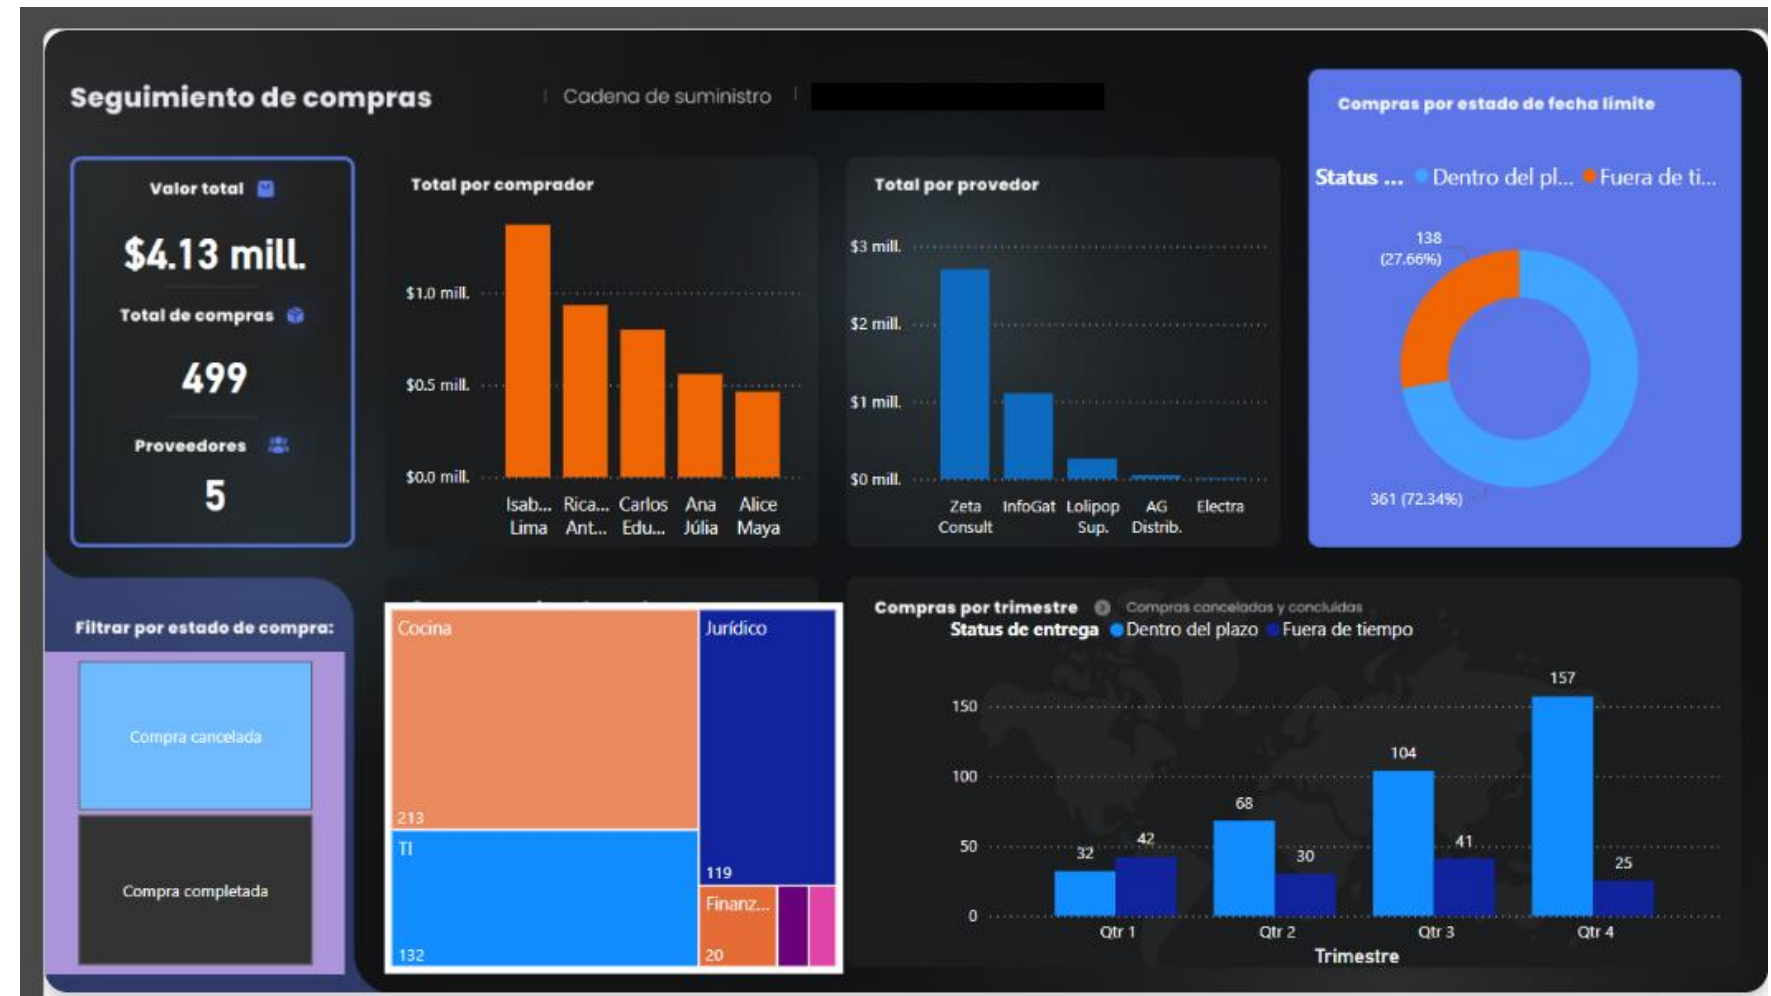 Seguimiento de compras
Cadena de suministro
Valor total
$4.13 mill.
Total de compras
499
Proveedores
5
Total por comprador
$1.0 mill.
$0.5 mill.
$0.0 mill.
Isab... Rica... Carlos Ana Alice
Lima Ant... Edu... Júlia Maya
Total por provedor
$3 mill.
$2 mill.
$1 mill.
$0 mill.
Zeta InfoGat Lolipop AG Electra
Consult Sup. Distrib.
Compras por estado de fecha límite
Status ... Dentro del pl... Fuera de ti...
138
(27.66%)
361 (72.34%)
Filtrar por estado de compra:
Compra cancelada
Compra completada
Cocina
213
TI
132
Jurídico
119
Finanz...
20
Compras por trimestre Compras canceladas y concluidas
Status de entrega Dentro del plazo Fuera de tiempo
150
100
50
0
32 42
68 30
104 41
157 25
Qtr 1 Qtr 2 Qtr 3 Qtr 4
Trimestre